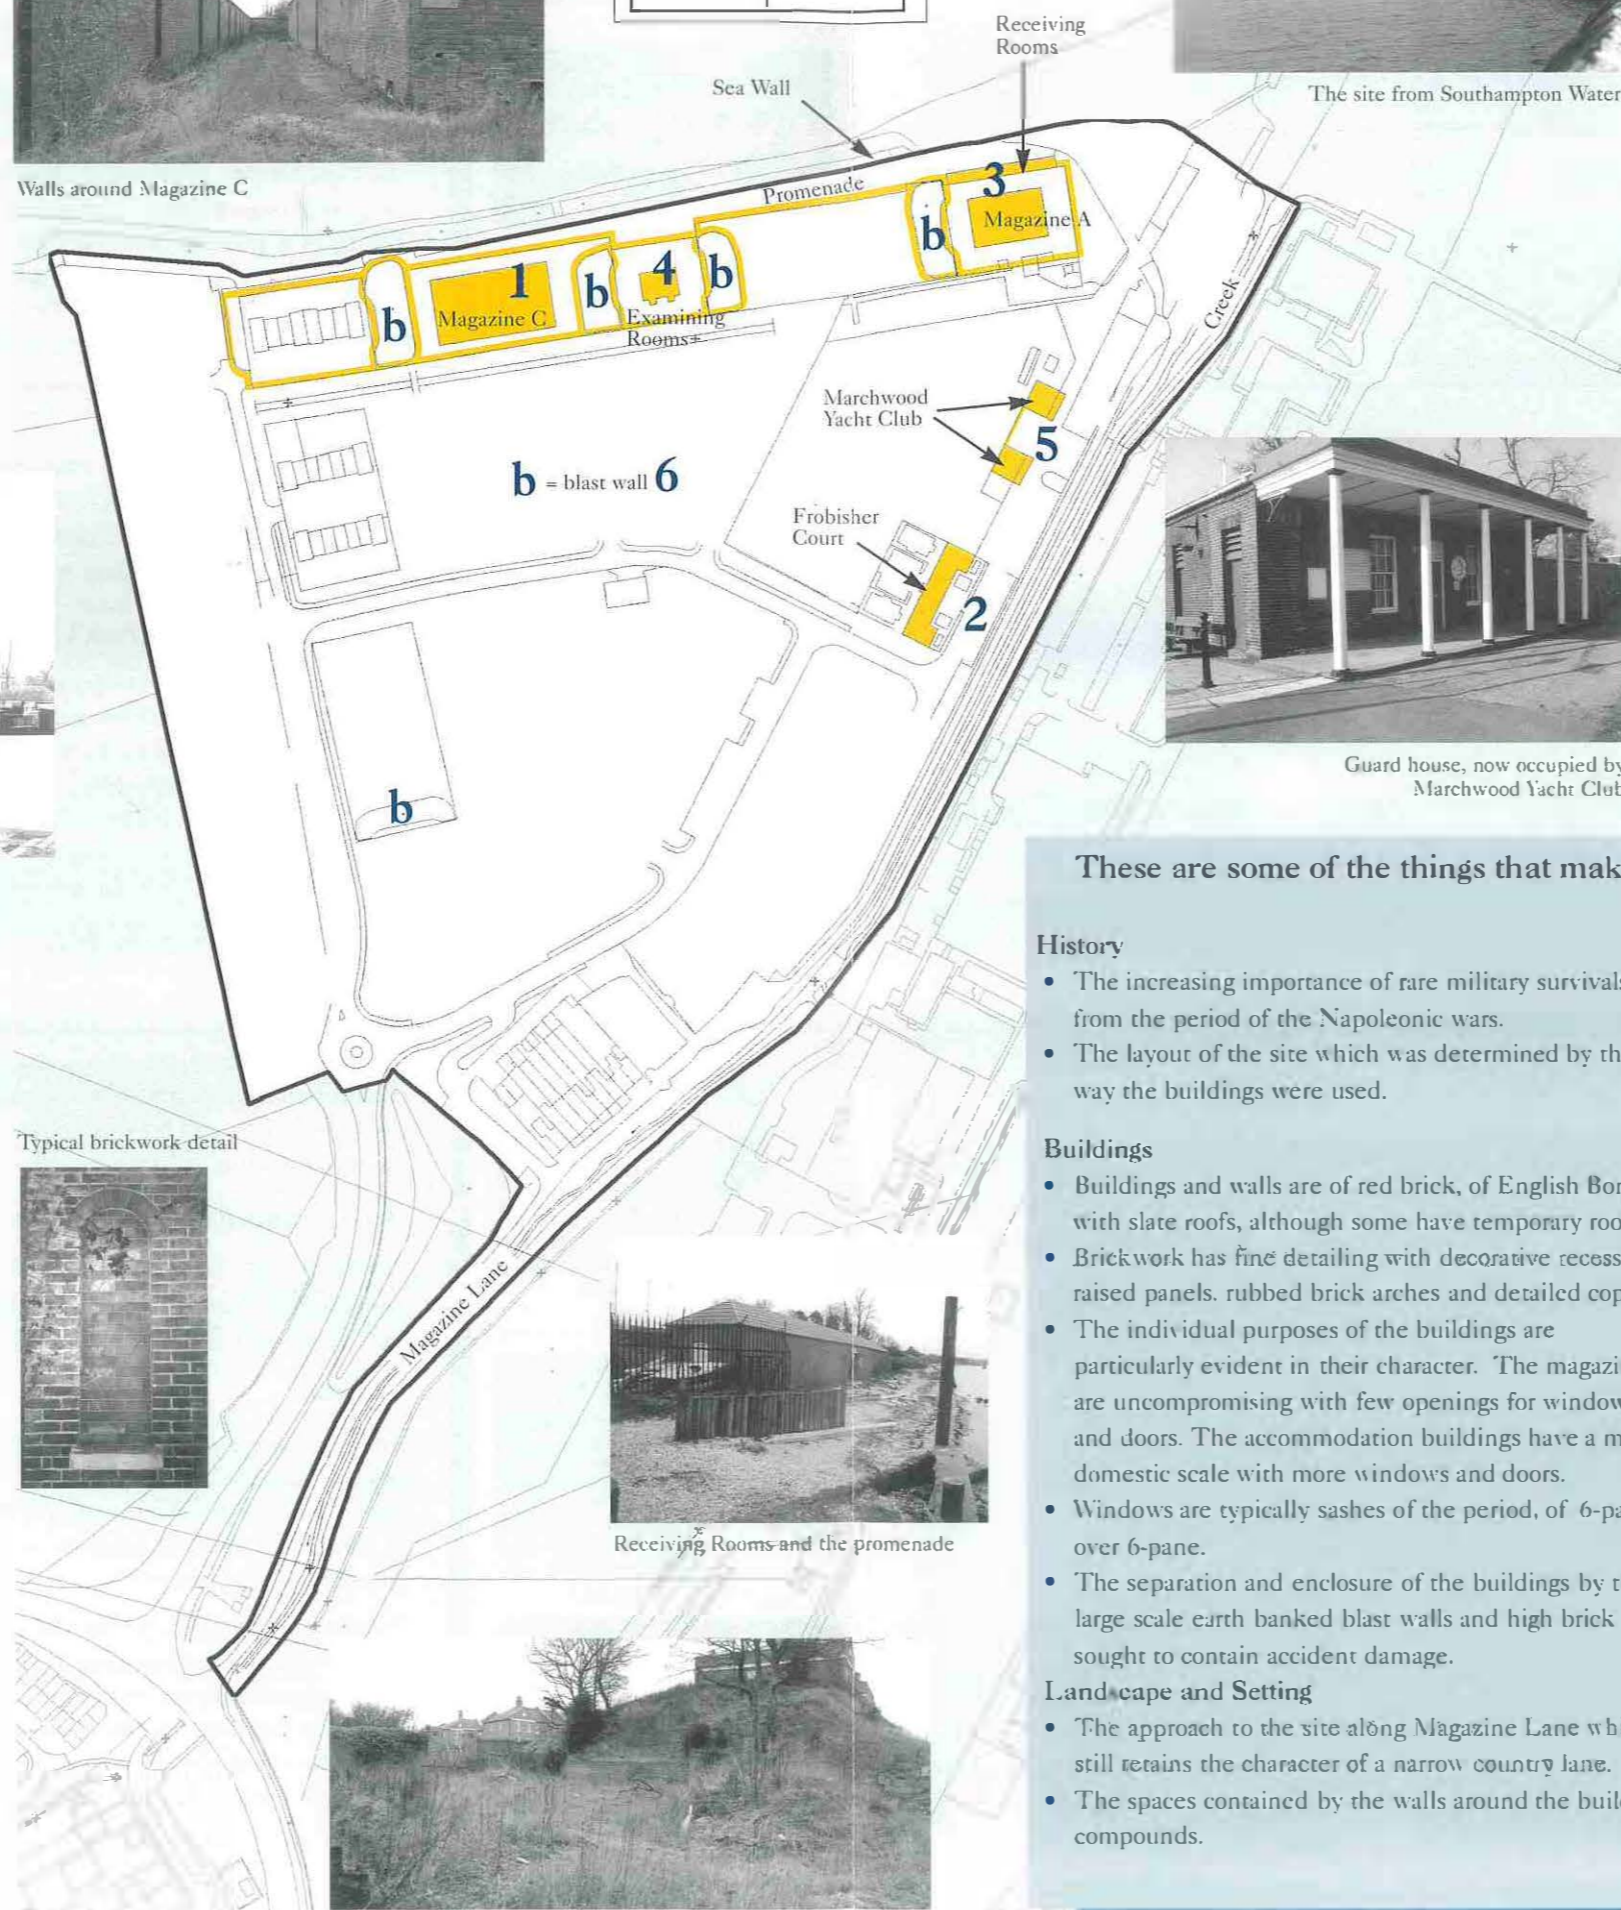 Receiving
Rooms
Sea Wall
The site from Southampton Water
Walls around Magazine C
Promenade
3
Magazine A
b
1
Magazine C
b
b
4
b
Examining
Rooms
Creek
Marchwood
Yacht Club
5
b = blast wall 6
Frobisher
Court
2
b
Guard house, now occupied by
Marchwood Yacht Club
Typical brickwork detail
Magazine Lane
Receiving Rooms and the promenade
These are some of the things that mak
History
• The increasing importance of rare military survivals
from the period of the Napoleonic wars.
• The layout of the site which was determined by th
way the buildings were used.
Buildings
• Buildings and walls are of red brick, of English Bon
with slate roofs, although some have temporary roo
• Brickwork has fine detailing with decorative recess
raised panels. rubbed brick arches and detailed cop
• The individual purposes of the buildings are
particularly evident in their character. The magazi
are uncompromising with few openings for window
and doors. The accommodation buildings have a m
domestic scale with more windows and doors.
• Windows are typically sashes of the period, of 6-pa
over 6-pane.
• The separation and enclosure of the buildings by t
large scale earth banked blast walls and high brick
sought to contain accident damage.
Landscape and Setting
• The approach to the site along Magazine Lane wh
still retains the character of a narrow country lane.
• The spaces contained by the walls around the buil
compounds.